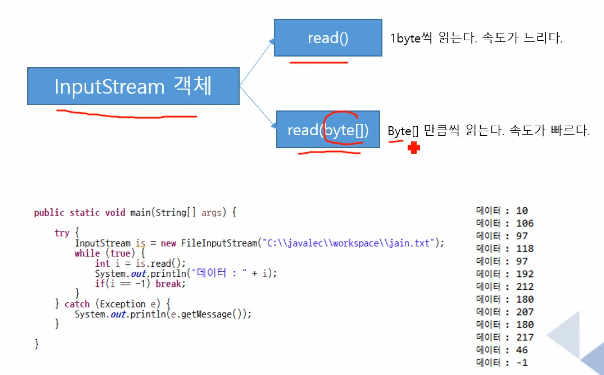 read()
1byte씩 읽는다. 속도가 느리다.
InputStream 객체
read(byte[])
Byte[] 만큼씩 읽는다. 속도가 빠르다.
public static void main(String[] args) {
try {
InputStream is = new FileInputStream("C:\\javalec\\workspace\\jain.txt");
while (true) {
int i = is.read();
System.out.println("데이터 : " + i);
if(i == -1) break;
}
} catch (Exception e) {
System.out.println(e.getMessage());
}
}
데이터 : 10
데이터 : 106
데이터 : 97
데이터 : 118
데이터 : 97
데이터 : 192
데이터 : 212
데이터 : 180
데이터 : 207
데이터 : 180
데이터 : 217
데이터 : 46
데이터 : -1